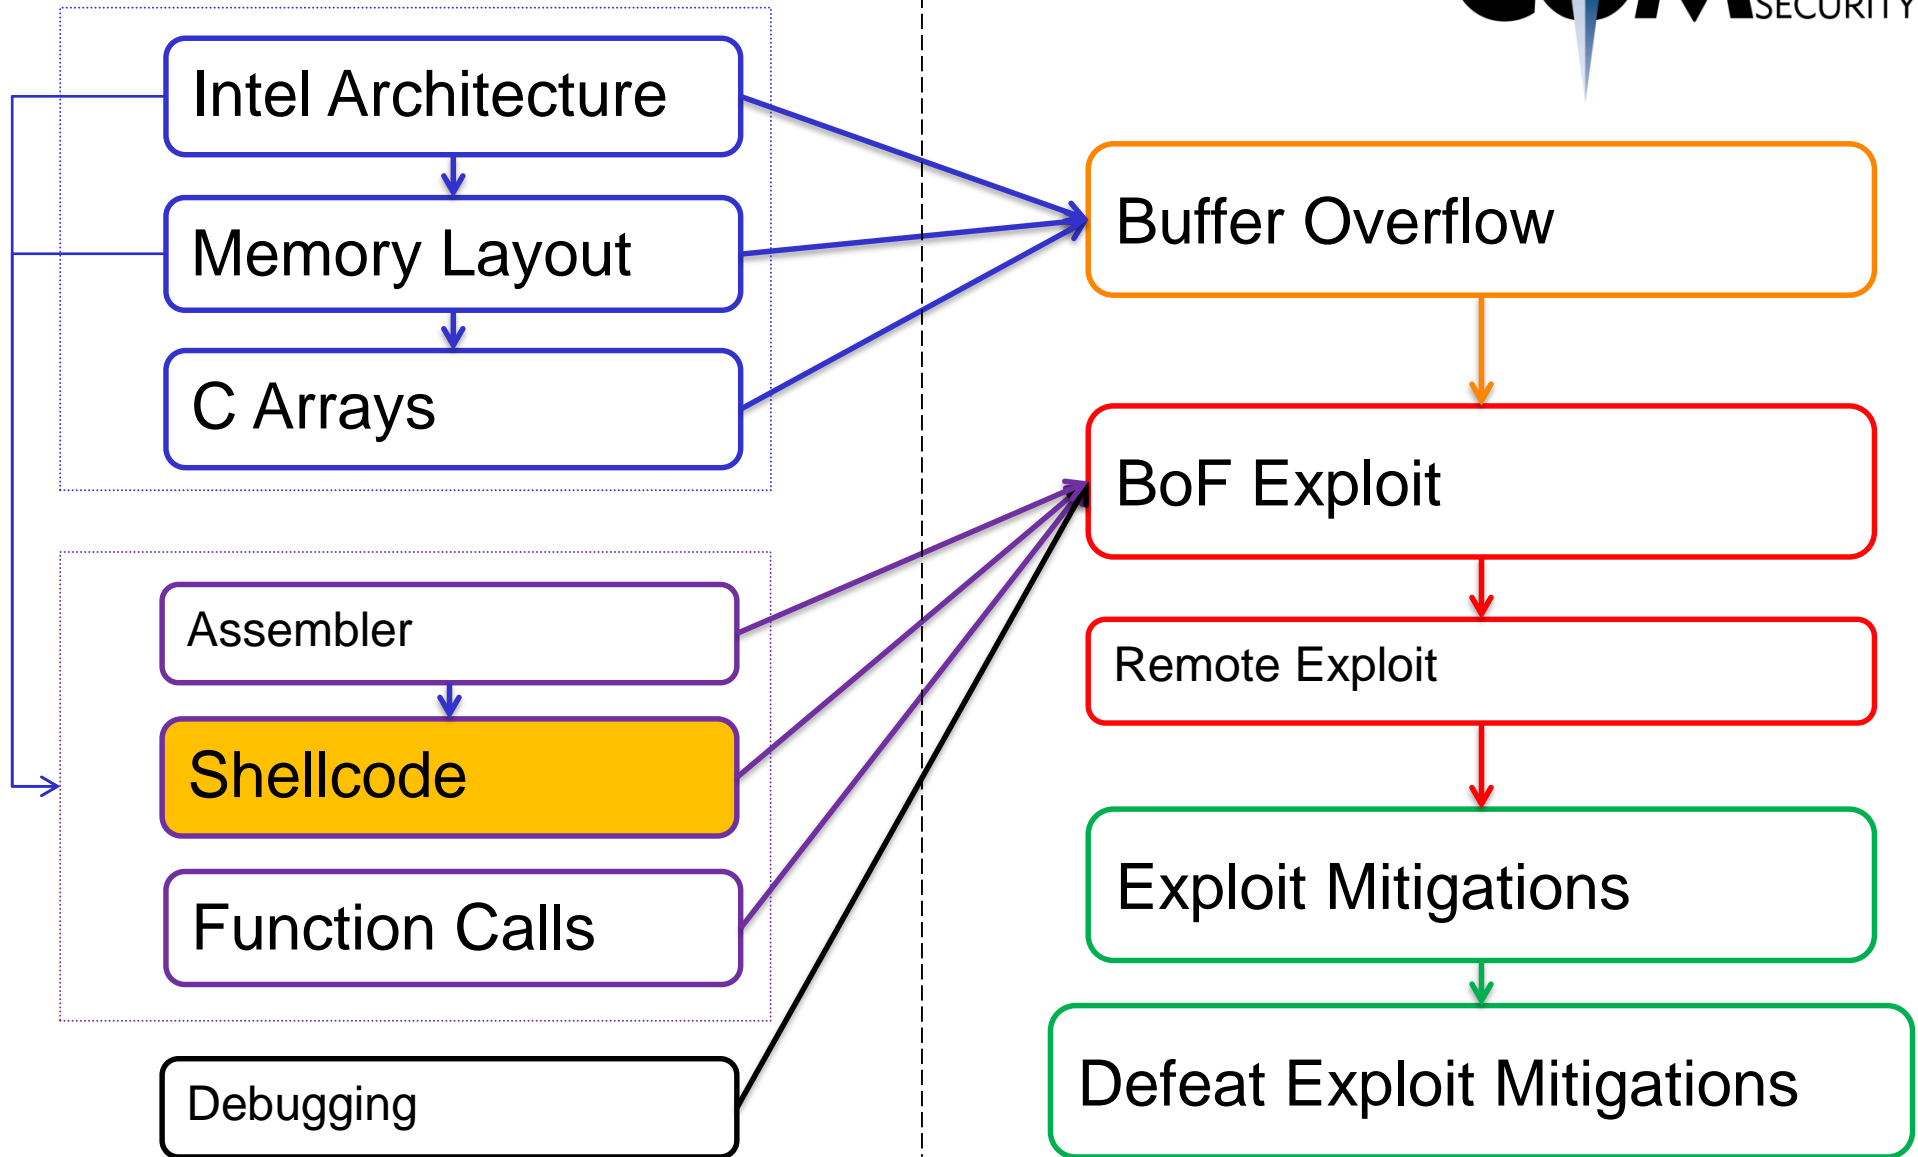 SECURITY
Intel Architecture
Memory Layout
C Arrays
Assembler
Shellcode
Function Calls
Debugging
Buffer Overflow
BoF Exploit
Remote Exploit
Exploit Mitigations
Defeat Exploit Mitigations